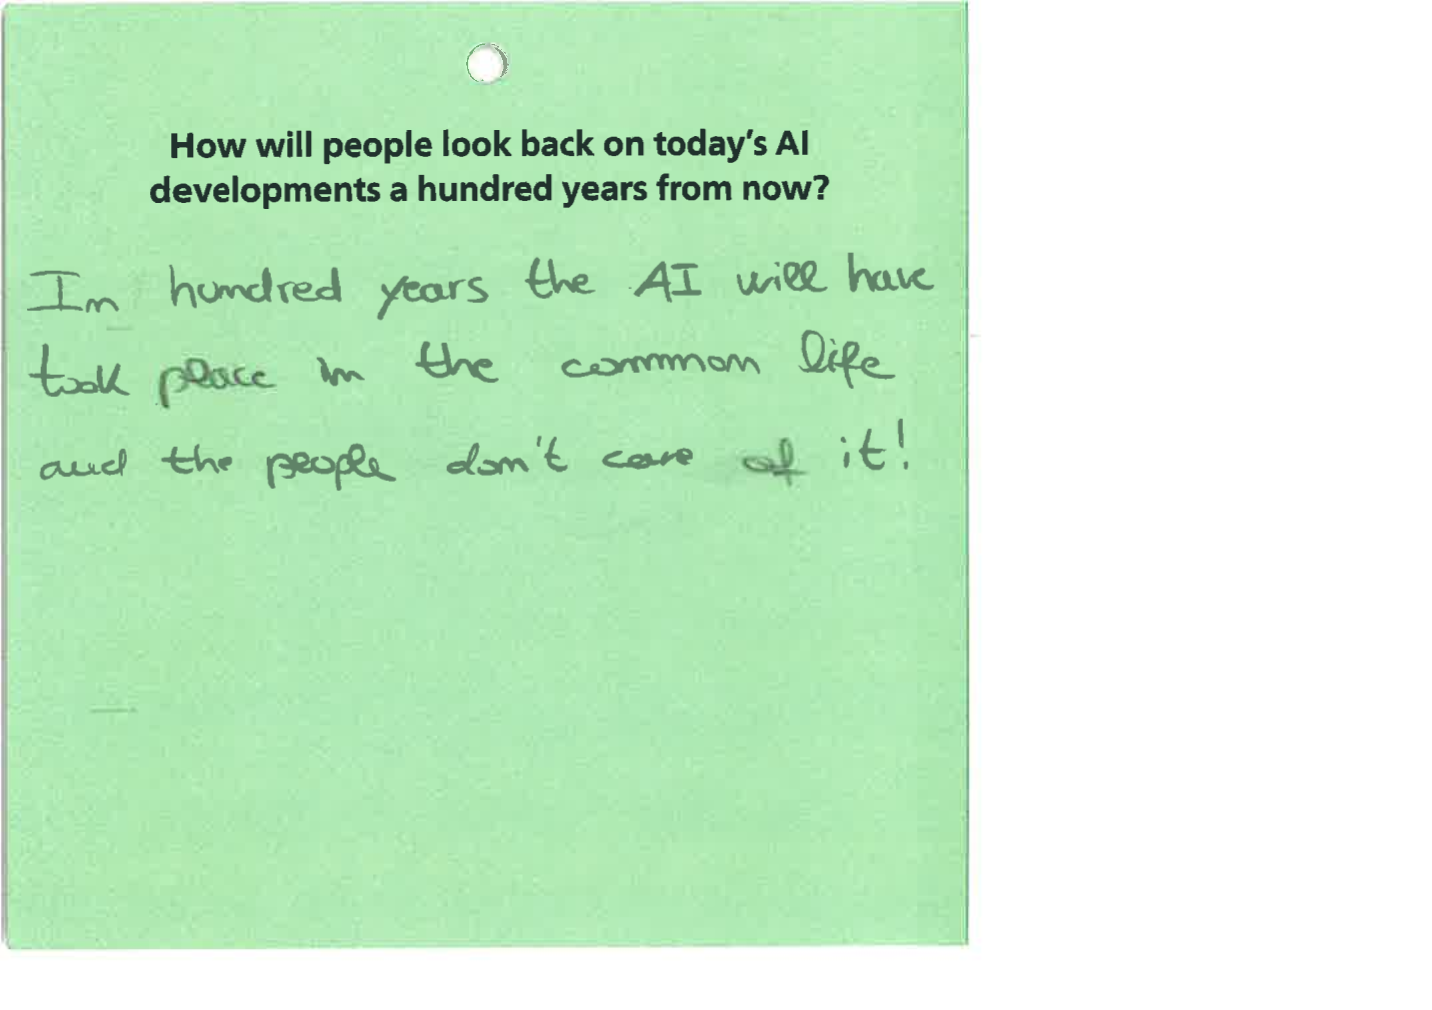 How will people look back on today's AI
developments a hundred years from now?
In hundred years the AI will have
took place in the common life
and the people don't care of it!